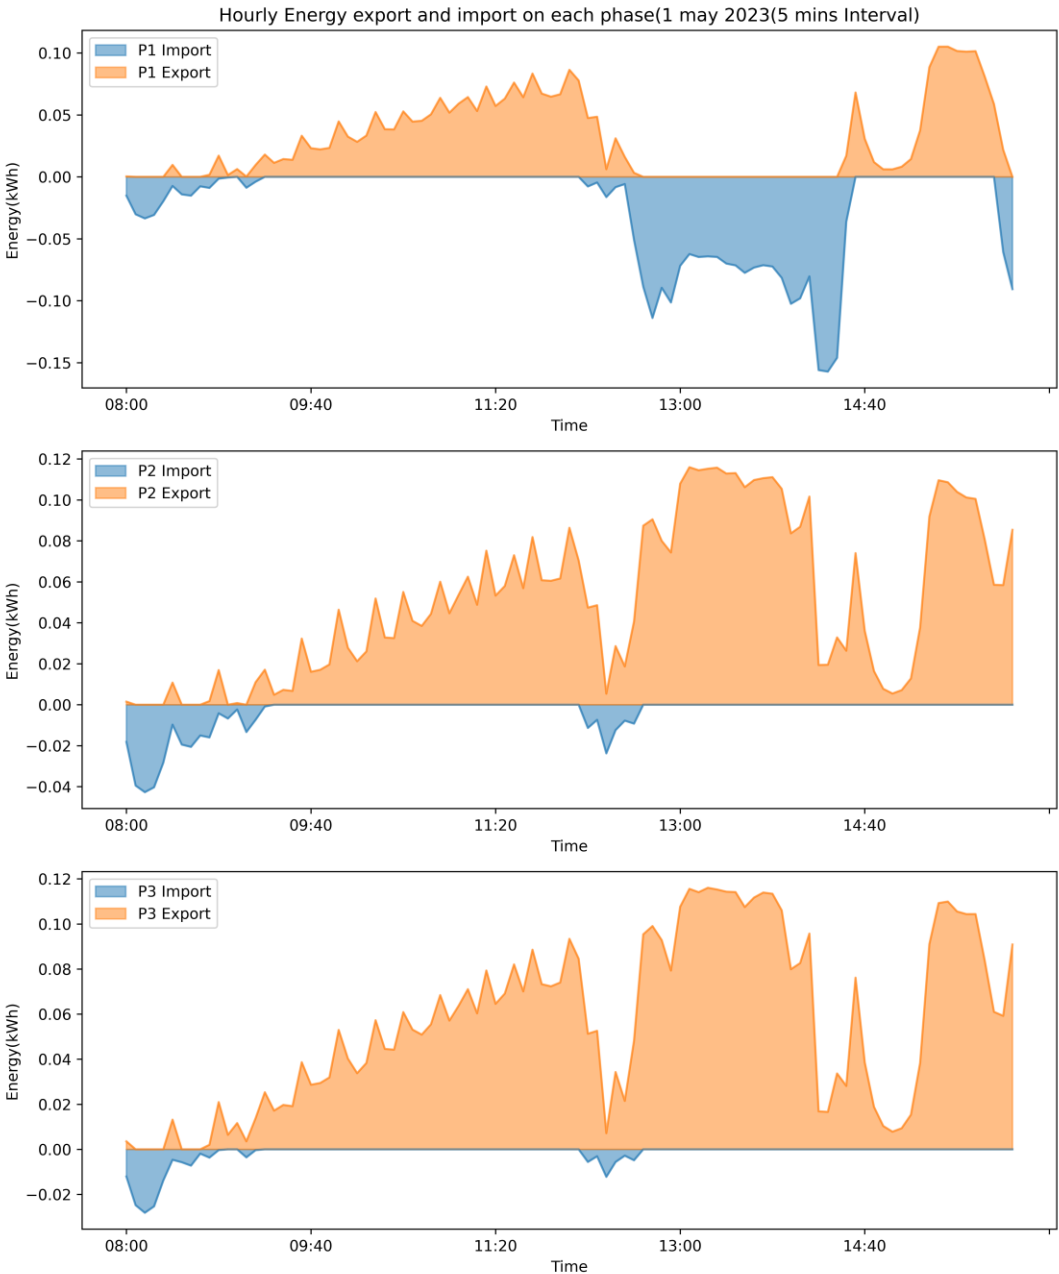 Hourly Energy export and import on each phase(1 may 2023(5 mins Interval)
P1 Import
P1 Export
Energy(kWh)
0.10
0.05
0.00
−0.05
−0.10
−0.15
08:00 09:40 11:20 13:00 14:40
Time
P2 Import
P2 Export
Energy(kWh)
0.12
0.10
0.08
0.06
0.04
0.02
0.00
−0.02
−0.04
08:00 09:40 11:20 13:00 14:40
Time
P3 Import
P3 Export
Energy(kWh)
0.12
0.10
0.08
0.06
0.04
0.02
0.00
−0.02
08:00 09:40 11:20 13:00 14:40
Time